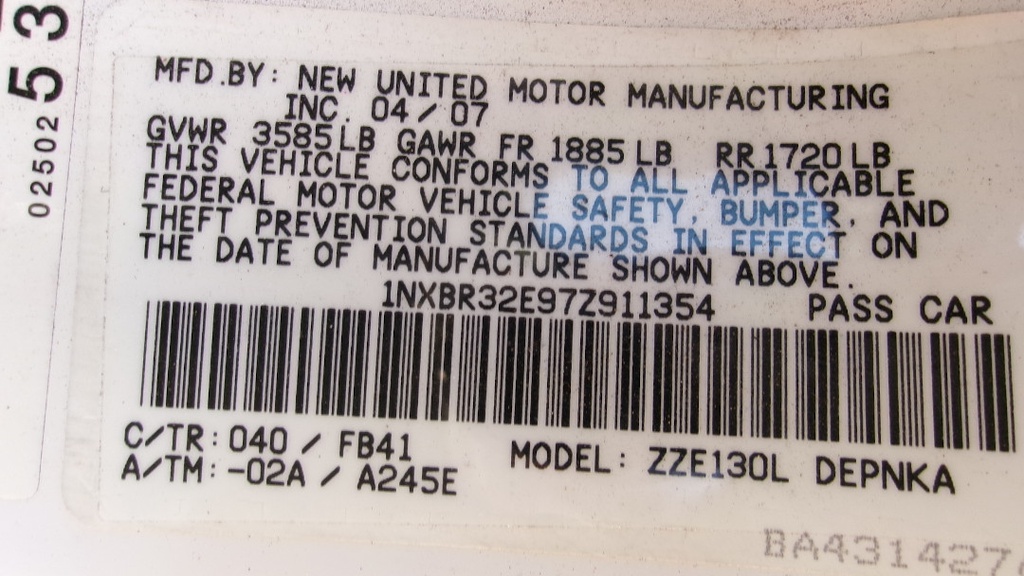 MFD.BY: NEW UNITED MOTOR MANUFACTURING
INC. 04/07
GVWR 3585LB GAWR FR 1885 LB RR 1720 LB
THIS VEHICLE CONFORMS TO ALL APPLICABLE
FEDERAL MOTOR VEHICLE SAFETY, BUMPER, AND
THEFT PREVENTION STANDARDS IN EFFECT ON
THE DATE OF MANUFACTURE SHOWN ABOVE.
1NXBR32E97Z911354 PASS CAR
C/TR: 040 / FB41
A/TM: -02A / A245E
MODEL: ZZE130L DEPNKA
02502
53